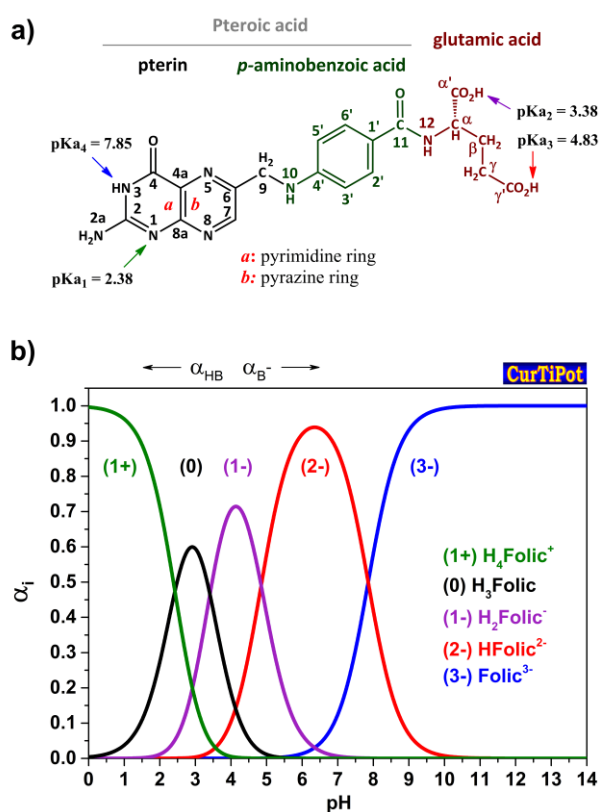 a)
Pteroic acid
glutamic acid
pterin
p-aminobenzoic acid
α'
CO₂H
pKa₂ = 3.38
O
6'
H
α
pKa₃ = 4.83
5'
1'
C
N
12
CH₂
pKa₄ = 7.85
11
β
O
H₂
H
10
γ
4
4a
N
5
C
N
4'
2'
CH₂
HN
3
a
b
6
9
3'
γ'
CO₂H
2a
2
1
8
7
H₂N
N
8a
N
a: pyrimidine ring
pKa₁ = 2.38
b: pyrazine ring
b)
← α_HB α_B⁻ →
CurTiPot
1.0
0.9
(1+) (0) (1-) (2-) (3-)
0.8
0.7
0.6
(1+) H₄Folic⁺
αᵢ
0.5
(0) H₃Folic
0.4
(1-) H₂Folic⁻
0.3
(2-) HFolic²⁻
0.2
(3-) Folic³⁻
0.1
0.0
0 1 2 3 4 5 6 7 8 9 10 11 12 13 14
pH